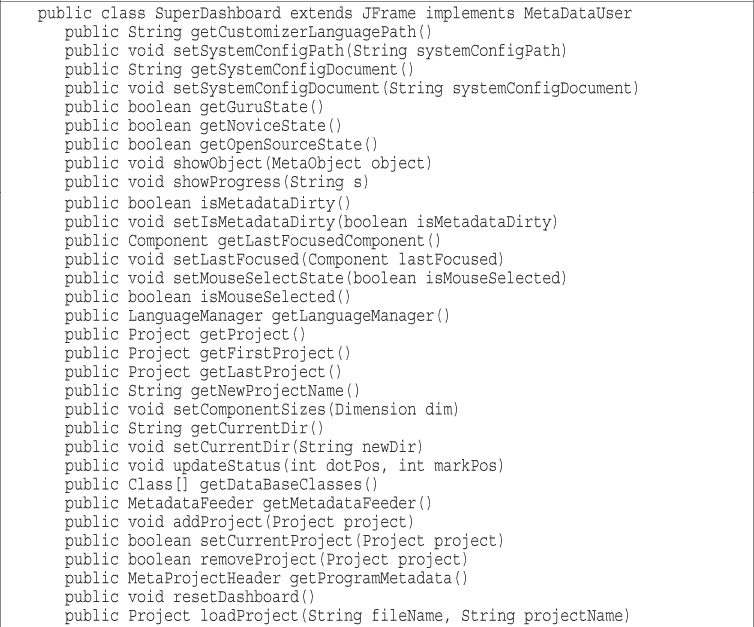 public class SuperDashboard extends JFrame implements MetaDataUser
public String getCustomizerLanguagePath()
public void setSystemConfigPath(String systemConfigPath)
public String getSystemConfigDocument()
public void setSystemConfigDocument(String systemConfigDocument)
public boolean getGuruState()
public boolean getNoviceState()
public boolean getOpenSourceState()
public void showObject(MetaObject object)
public void showProgress(String s)
public boolean isMetadataDirty()
public void setIsMetadataDirty(boolean isMetadataDirty)
public Component getLastFocusedComponent()
public void setLastFocused(Component lastFocused)
public void setMouseSelectState(boolean isMouseSelected)
public boolean isMouseSelected()
public LanguageManager getLanguageManager()
public Project getProject()
public Project getFirstProject()
public Project getLastProject()
public String getNewProjectName()
public void setComponentSizes(Dimension dim)
public String getCurrentDir()
public void setCurrentDir(String newDir)
public void updateStatus(int dotPos, int markPos)
public Class[] getDataBaseClasses()
public MetadataFeeder getMetadataFeeder()
public void addProject(Project project)
public boolean setCurrentProject(Project project)
public boolean removeProject(Project project)
public MetaProjectHeader getProgramMetadata()
public void resetDashboard()
public Project loadProject(String fileName, String projectName)